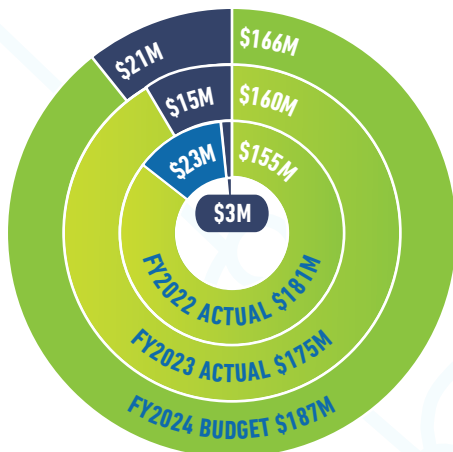 $21M
$166M
$15M
$160M
$23M
$155M
$3M
FY2022 ACTUAL $181M
FY2023 ACTUAL $175M
FY2024 BUDGET $187M